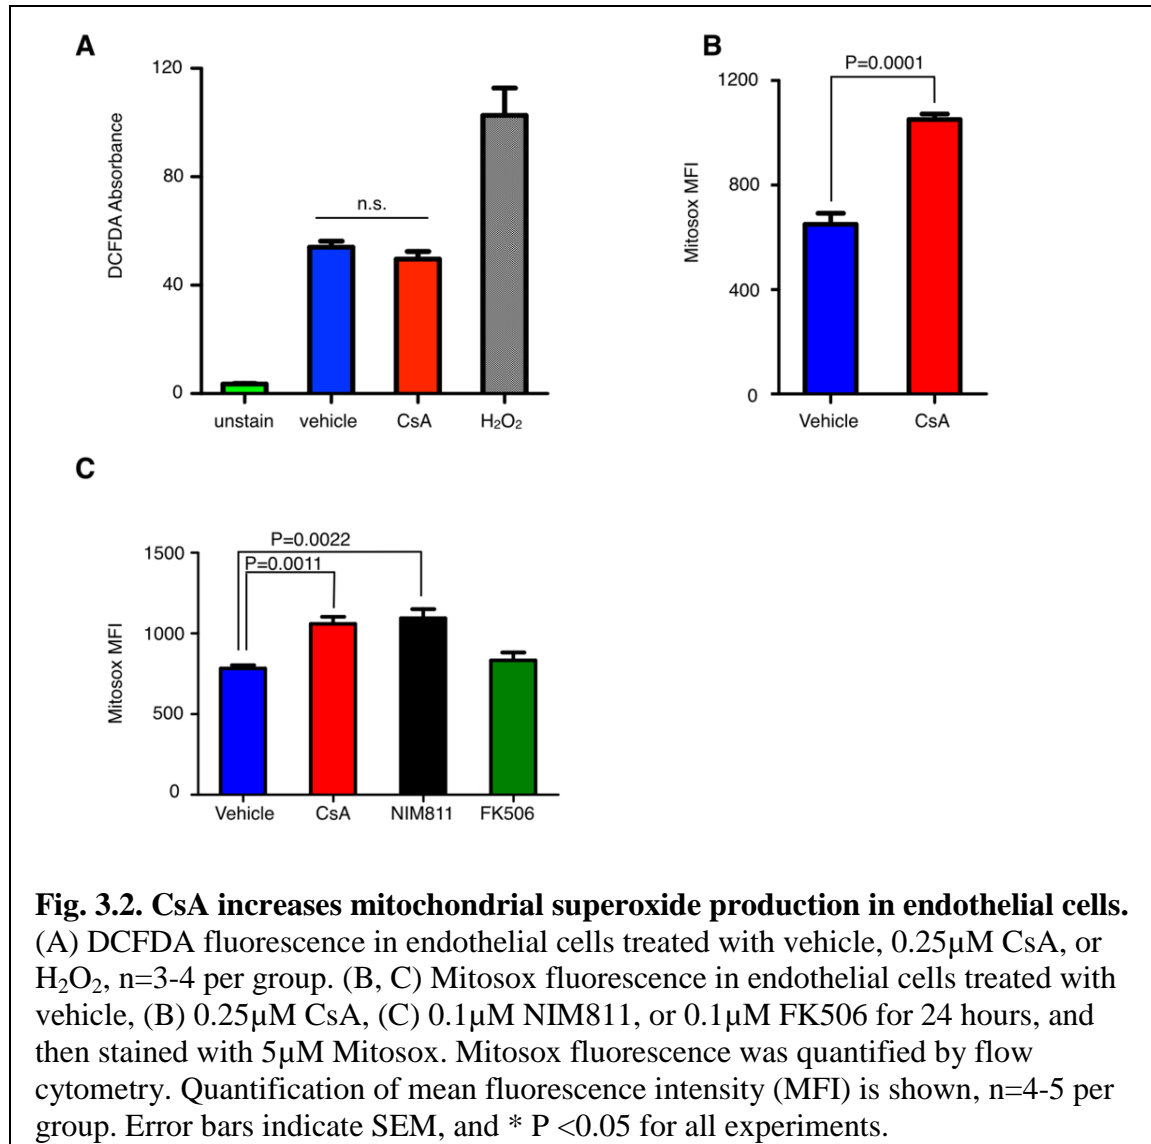 A
120
80
40
0
DCFDA Absorbance
n.s.
unstain vehicle CsA H₂O₂
B
P=0.0001
1200
800
400
0
Mitosox MFI
Vehicle CsA
C
P=0.0022
P=0.0011
1500
1000
500
0
Mitosox MFI
Vehicle CsA NIM811 FK506
Fig. 3.2. CsA increases mitochondrial superoxide production in endothelial cells.
(A) DCFDA fluorescence in endothelial cells treated with vehicle, 0.25µM CsA, or
H₂O₂, n=3-4 per group. (B, C) Mitosox fluorescence in endothelial cells treated with
vehicle, (B) 0.25µM CsA, (C) 0.1µM NIM811, or 0.1µM FK506 for 24 hours, and
then stained with 5µM Mitosox. Mitosox fluorescence was quantified by flow
cytometry. Quantification of mean fluorescence intensity (MFI) is shown, n=4-5 per
group. Error bars indicate SEM, and * P <0.05 for all experiments.